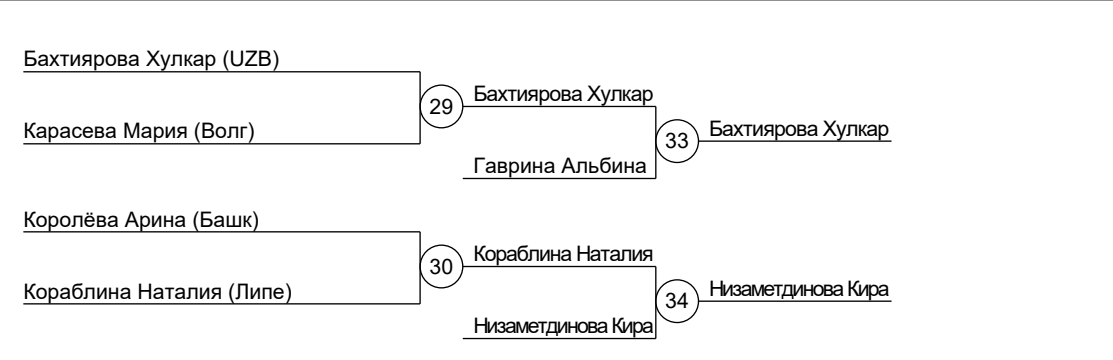 Бахтиярова Хулкар (UZB)
29
Бахтиярова Хулкар
Карасева Мария (Волг)
33
Бахтиярова Хулкар
Гаврина Альбина
Королёва Арина (Башк)
30
Кораблина Наталия
Кораблина Наталия (Липе)
34
Низаметдинова Кира
Низаметдинова Кира